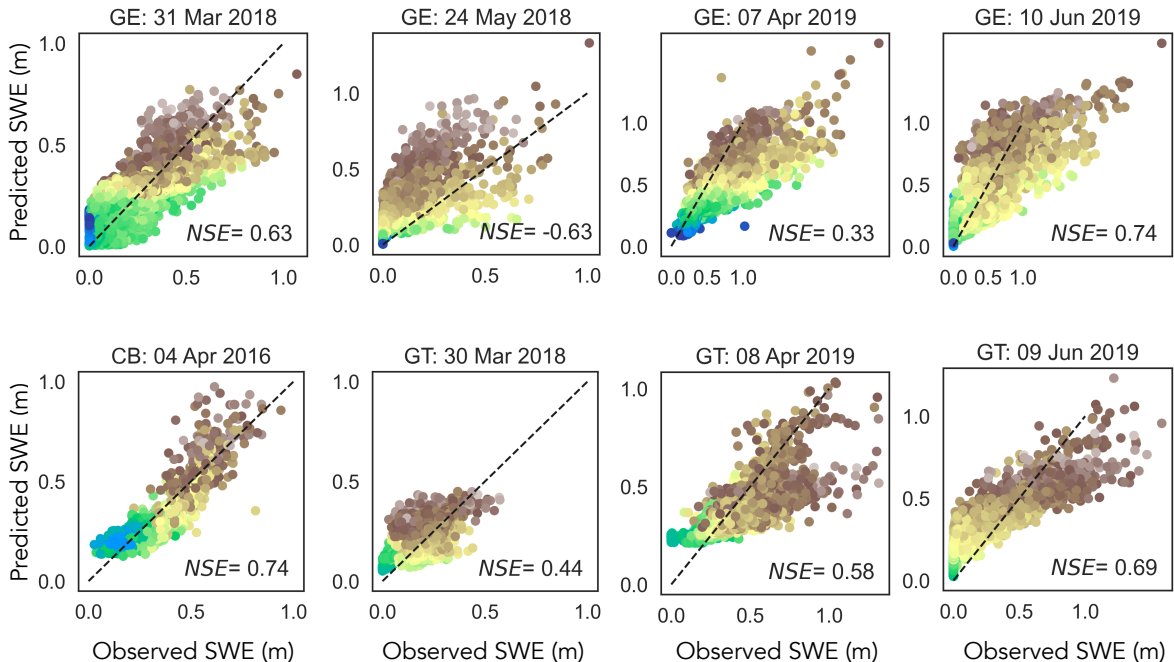 GE: 31 Mar 2018 GE: 24 May 2018 GE: 07 Apr 2019 GE: 10 Jun 2019
Predicted SWE (m)
1.0
0.5
0.0
NSE= 0.63
0.0 0.5 1.0
1.0
0.5
0.0
NSE= -0.63
0.0 0.5 1.0
1.0
0.5
0.0
NSE= 0.33
0.0 0.5 1.0
1.0
0.5
0.0
NSE= 0.74
0.0 0.5 1.0
CB: 04 Apr 2016 GT: 30 Mar 2018 GT: 08 Apr 2019 GT: 09 Jun 2019
Predicted SWE (m)
1.0
0.5
0.0
NSE= 0.74
0.0 0.5 1.0
Observed SWE (m)
1.0
0.5
0.0
NSE= 0.44
0.0 0.5 1.0
Observed SWE (m)
1.0
0.5
0.0
NSE= 0.58
0.0 0.5 1.0
Observed SWE (m)
1.0
0.5
0.0
NSE= 0.69
0.0 0.5 1.0
Observed SWE (m)